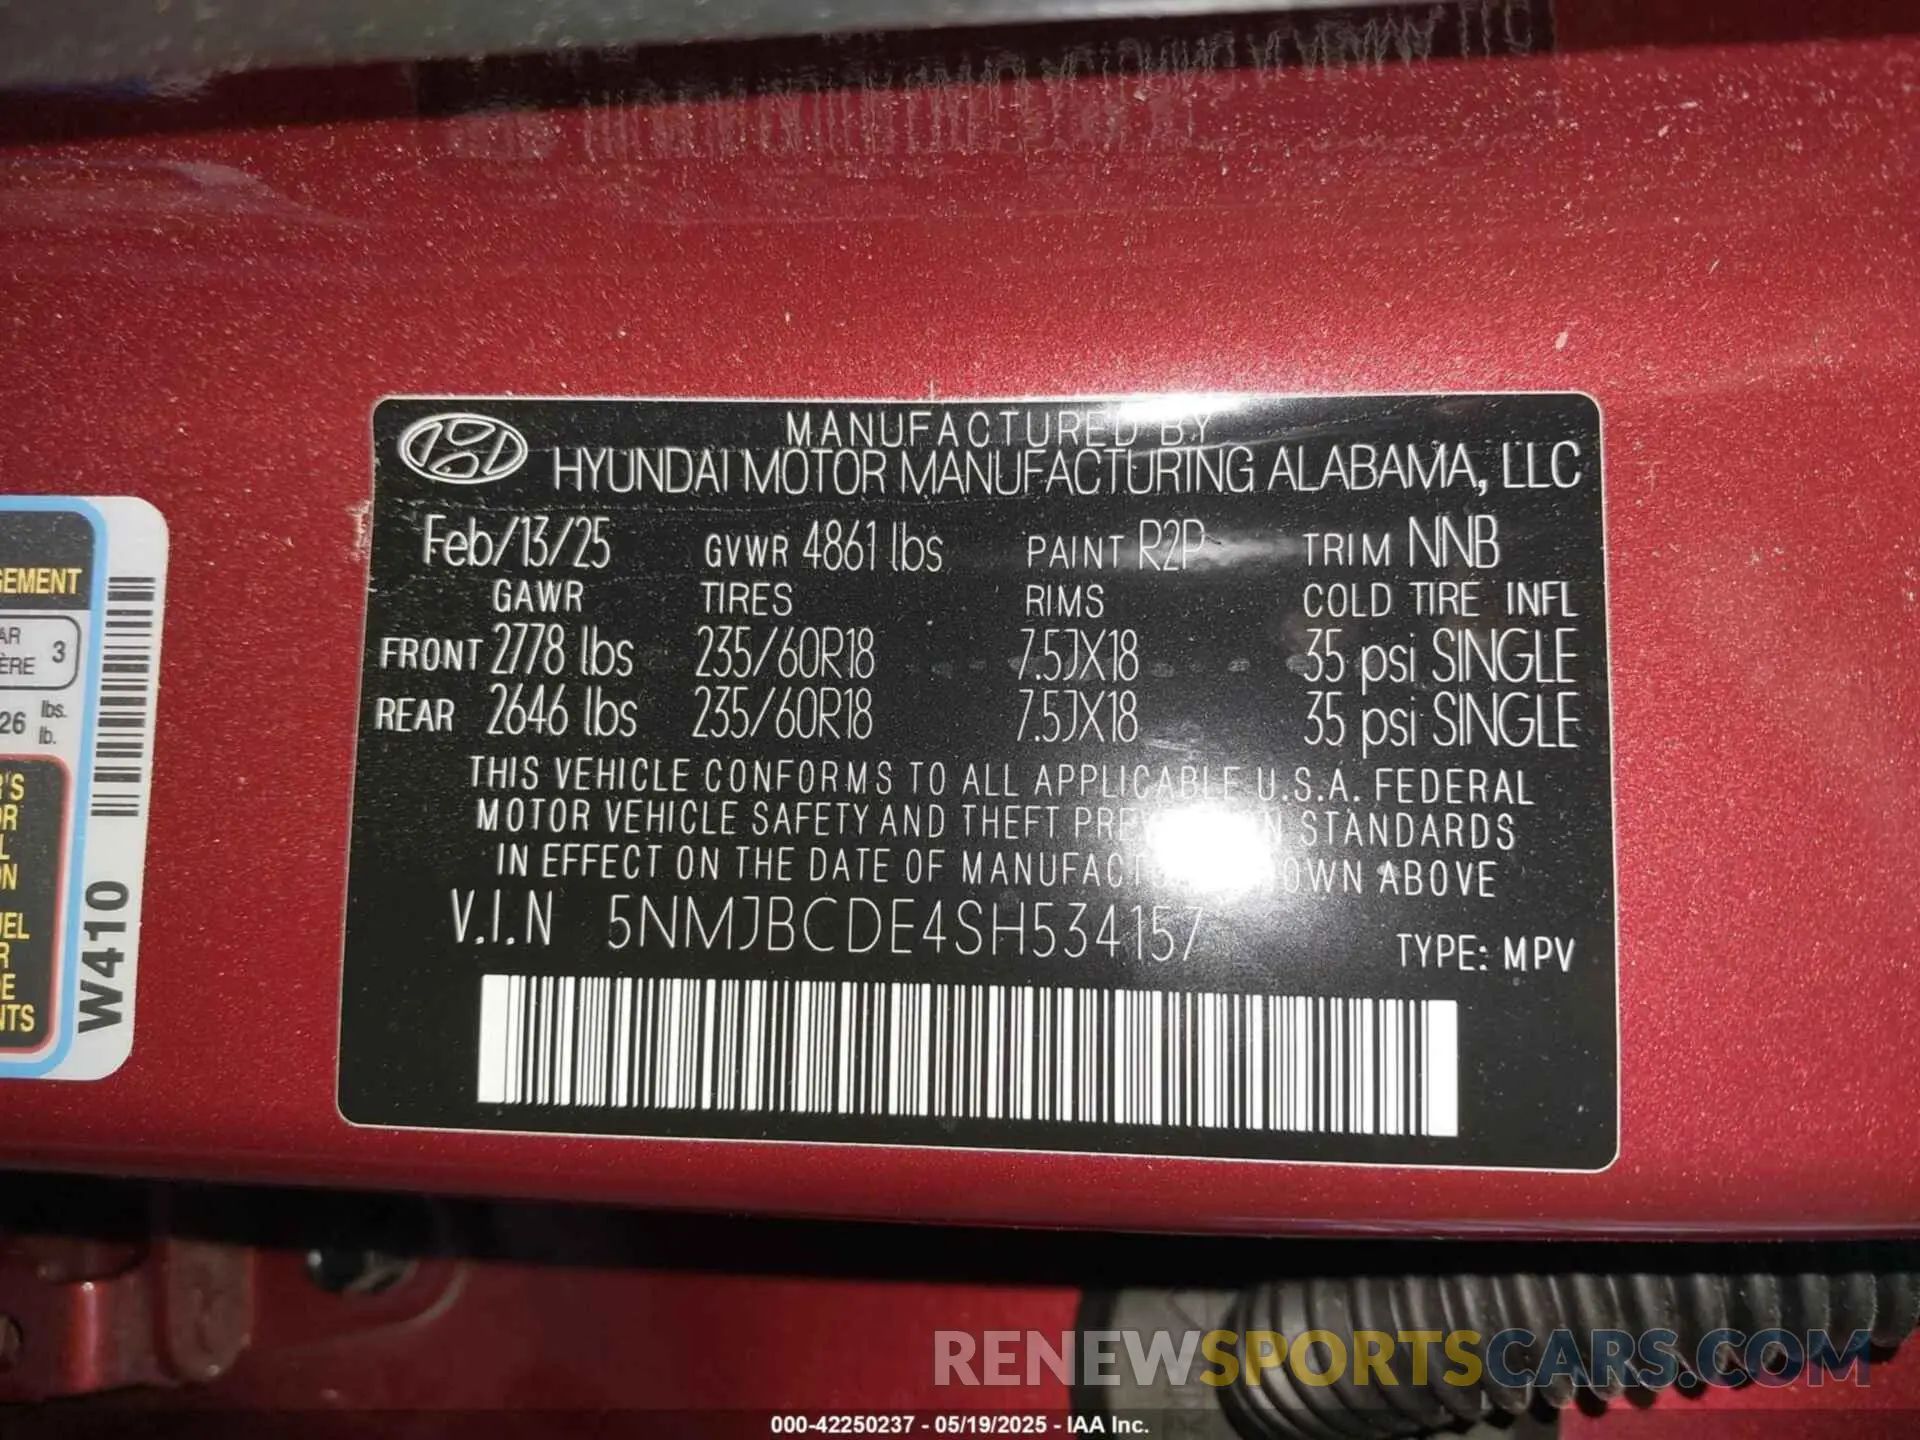 MANUFACTURED BY
HYUNDAI MOTOR MANUFACTURING ALABAMA, LLC
Feb/13/25 GVWR 4861 lbs PAINT R2P TRIM NNB
GAWR TIRES RIMS COLD TIRE INFL
FRONT 2778 lbs 235/60R18 7.5JX18 35 psi SINGLE
REAR 2646 lbs 235/60R18 7.5JX18 35 psi SINGLE
THIS VEHICLE CONFORMS TO ALL APPLICABLE U.S.A. FEDERAL
MOTOR VEHICLE SAFETY AND THEFT STANDARDS
IN EFFECT ON THE DATE OF ABOVE
V.I.N 5NMJBCDE4SH534157 TYPE: MPV
3
26 lbs.
lb.
W410
RENEWSPORTSCARS.COM
000-42250237 - 05/19/2025 - IAA Inc.